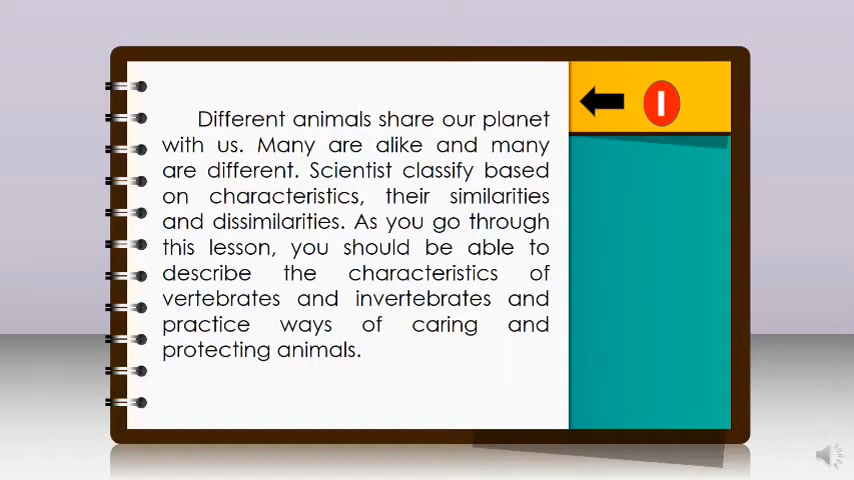 Different animals share our planet
with us. Many are alike and many
are different. Scientist classify based
on characteristics, their similarities
and dissimilarities. As you go through
this lesson, you should be able to
describe the characteristics of
vertebrates and invertebrates and
practice ways of caring and
protecting animals.
I